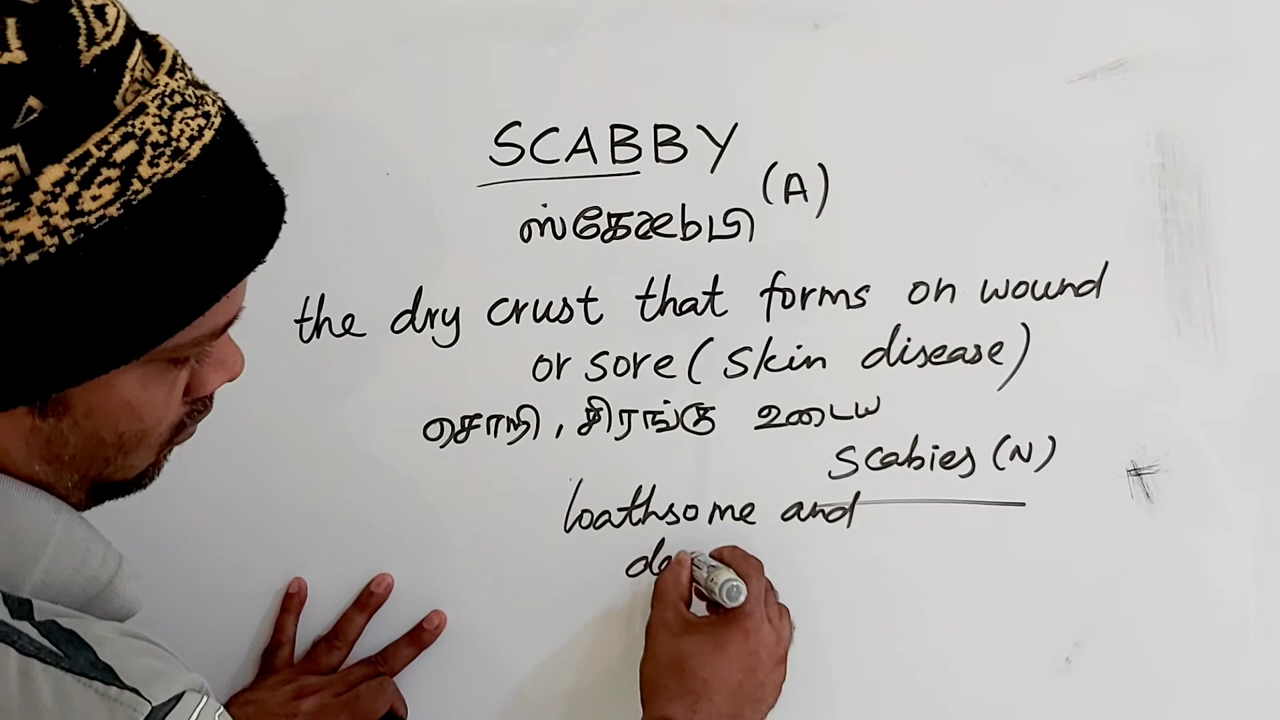 SCABBY
(A)
ஸ்கேபி
the dry crust that forms on wound
or sore (skin disease)
சொறி, சிரங்கு உடைய
Scabies (N)
loathsome and